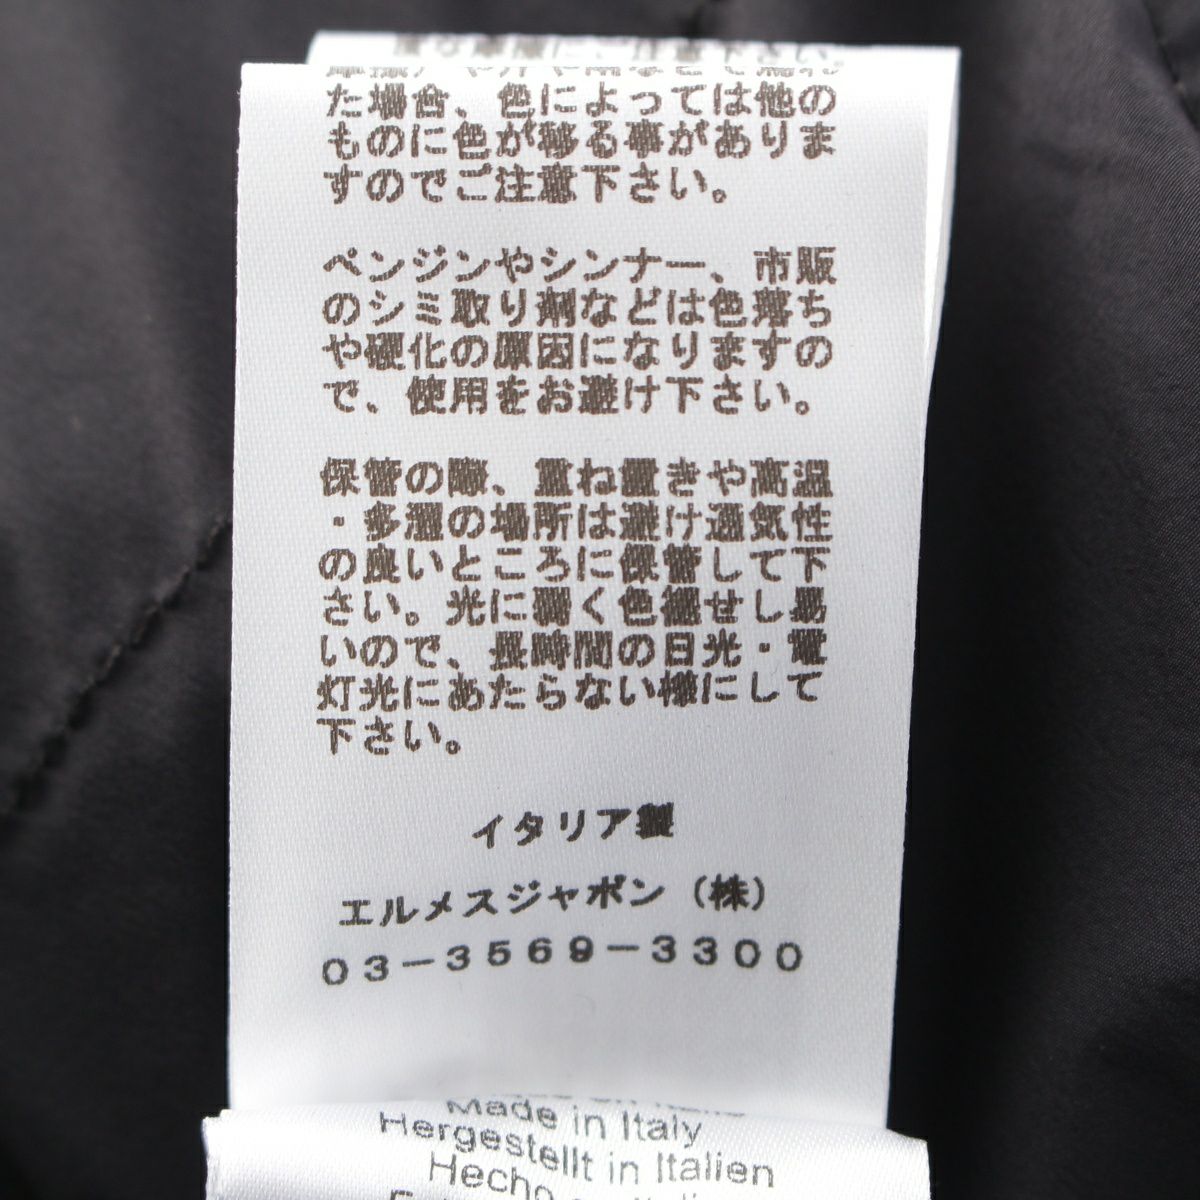 た場合、色によっては他の
ものに色が移る事がありま
すのでご注意下さい。
ペンジンやシンナー、市販
のシミ取り剤などは色落ち
や硬化の原因になりますの
で、使用をお避け下さい。
保管の際、重ね置きや高温
・多湿の場所は避け通気性
の良いところに保管して下
さい。光に弱く色褪せし易
いので、長時間の日光・電
灯光にあたらない様にして
下さい。
イタリア製
エルメスジャポン（株）
０３－３５６９－３３００
Made in Italy
Hergestellt in Italien
Hecho